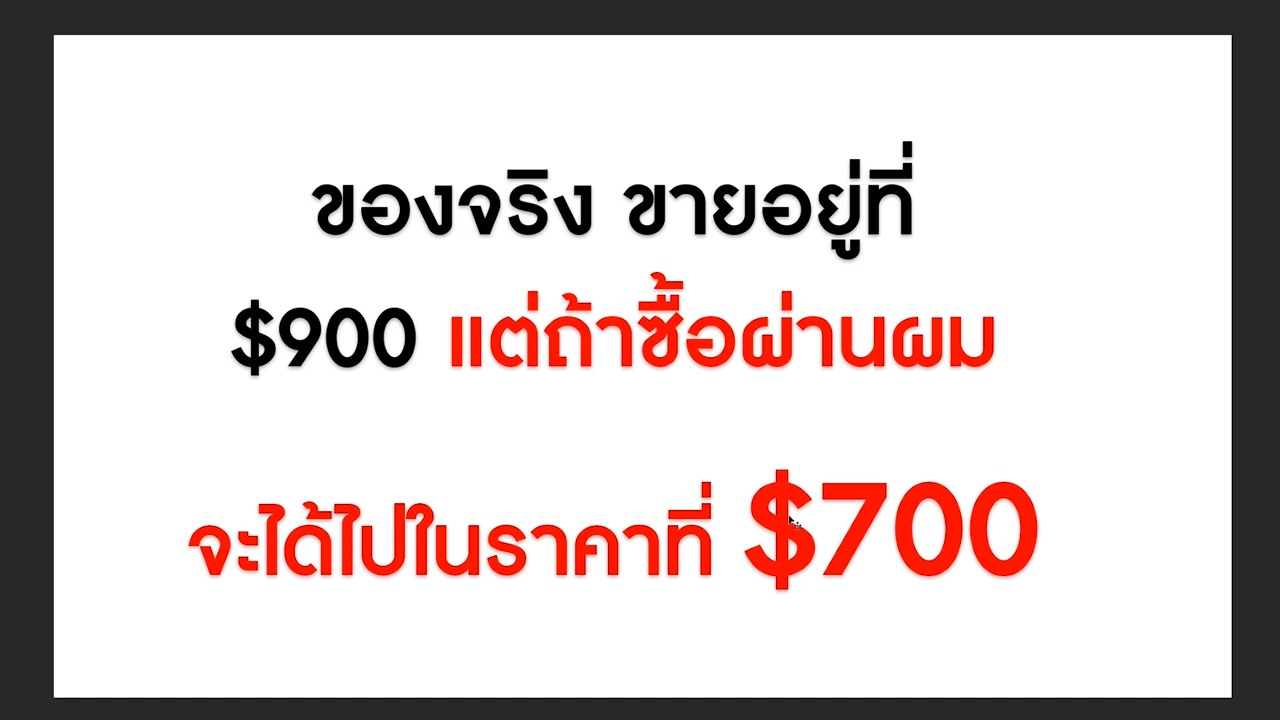 ของจริง ขายอยู่ที่
$900 แต่ถ้าซื้อผ่านผม
จะได้ไปในราคาที่ $700